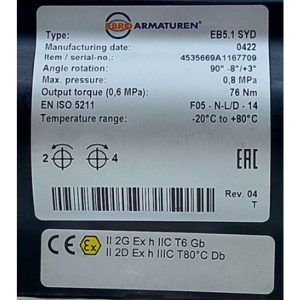 EBRO ARMATUREN®
Type: EB5.1 SYD
Manufacturing date: 0422
Item / serial-no.: 4535669A1167709
Angle rotation: 90° -8°/+3°
Max. pressure: 0,8 MPa
Output torque (0,6 MPa): 76 Nm
EN ISO 5211 F05 - N-L/D - 14
Temperature range: -20°C to +80°C
2 4
EAC
Rev. 04
T
CE Ex II 2G Ex h IIC T6 Gb
II 2D Ex h IIIC T80°C Db